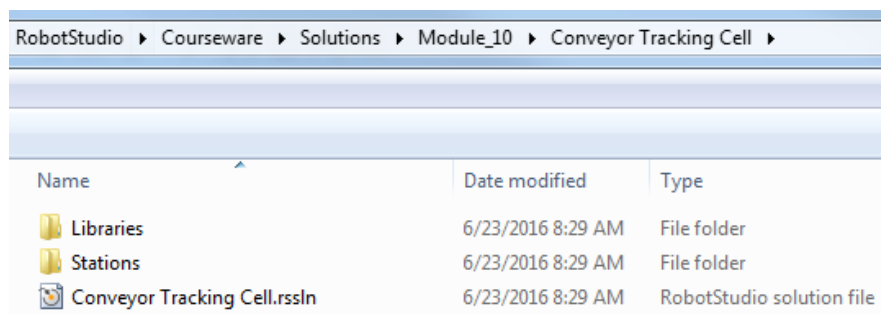 RobotStudio ▸ Courseware ▸ Solutions ▸ Module_10 ▸ Conveyor Tracking Cell ▸
Name Date modified Type
Libraries 6/23/2016 8:29 AM File folder
Stations 6/23/2016 8:29 AM File folder
Conveyor Tracking Cell.rssln 6/23/2016 8:29 AM RobotStudio solution file